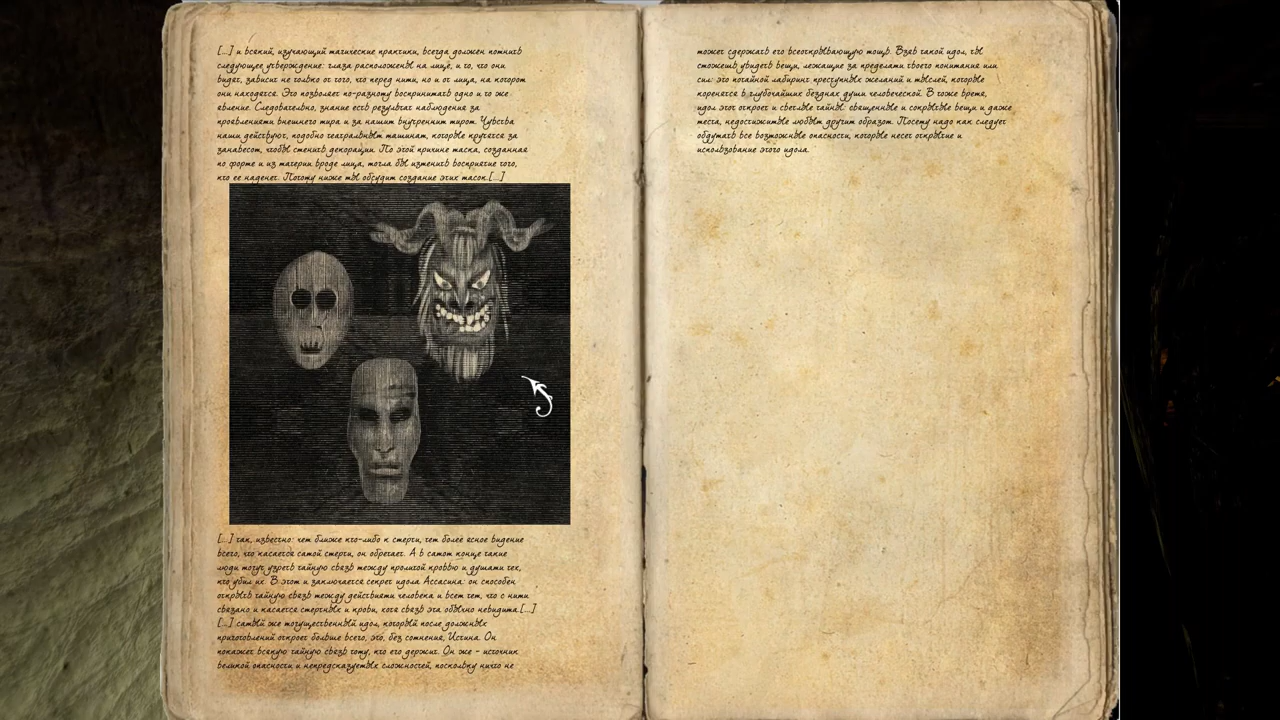 [...] и всякий, изучающий магические практики, всегда должен помнить
следующее утверждение: глаза расположены на лице, и то, что они
видят, зависит не только от того, что перед ними, но и от лица, на котором
они находятся. Это позволяет по-разному воспринимать одно и то же
явление. Следовательно, знание есть результат наблюдения за
проявлениями внешнего мира и за нашим внутренним миром. Чувства
наши действуют, подобно театральным машинам, которые крутятся за
занавесом, чтобы сменить декорации. По этой причине маска, созданная
по форме и из материи вроде лица, могла бы изменить восприятие того,
кто ее наденет. Потому ниже мы обсудим создание этих масок.[...]
[...] так, известно: чем ближе кто-либо к смерти, тем более ясное видение
всего, что касается самой смерти, он обретает. А в самом конце такие
люди могут узреть тайную связь между пролитой кровью и душами тех,
кто убил их. В этом и заключается секрет идола Ассасина: он способен
открыть тайную связь между действиями человека и всем тем, что с ними
связано и касается смертных и крови, хотя связь эта обычно невидима.[...]
[...] самый же могущественный идол, который после должных
приготовлений откроет больше всего, это, без сомнения, Истина. Он
покажет всякую тайную связь тому, кто его держит. Он же - источник
великой опасности и непредсказуемых сложностей, поскольку ничто не
может сдержать его всеоткрывающую мощь. Взяв такой идол, ты
сможешь увидеть вещи, лежащие за пределами твоего понимания или
сил: это потайной лабиринт преступных желаний и мыслей, которые
коренятся в глубочайших безднах души человеческой. В тоже время,
идол этот откроет и светлые тайны: священные и сокрытые вещи и даже
места, недостижимые любым другим образом. Посему надо как следует
обдумать все возможные опасности, которые несет открытие и
использование этого идола.